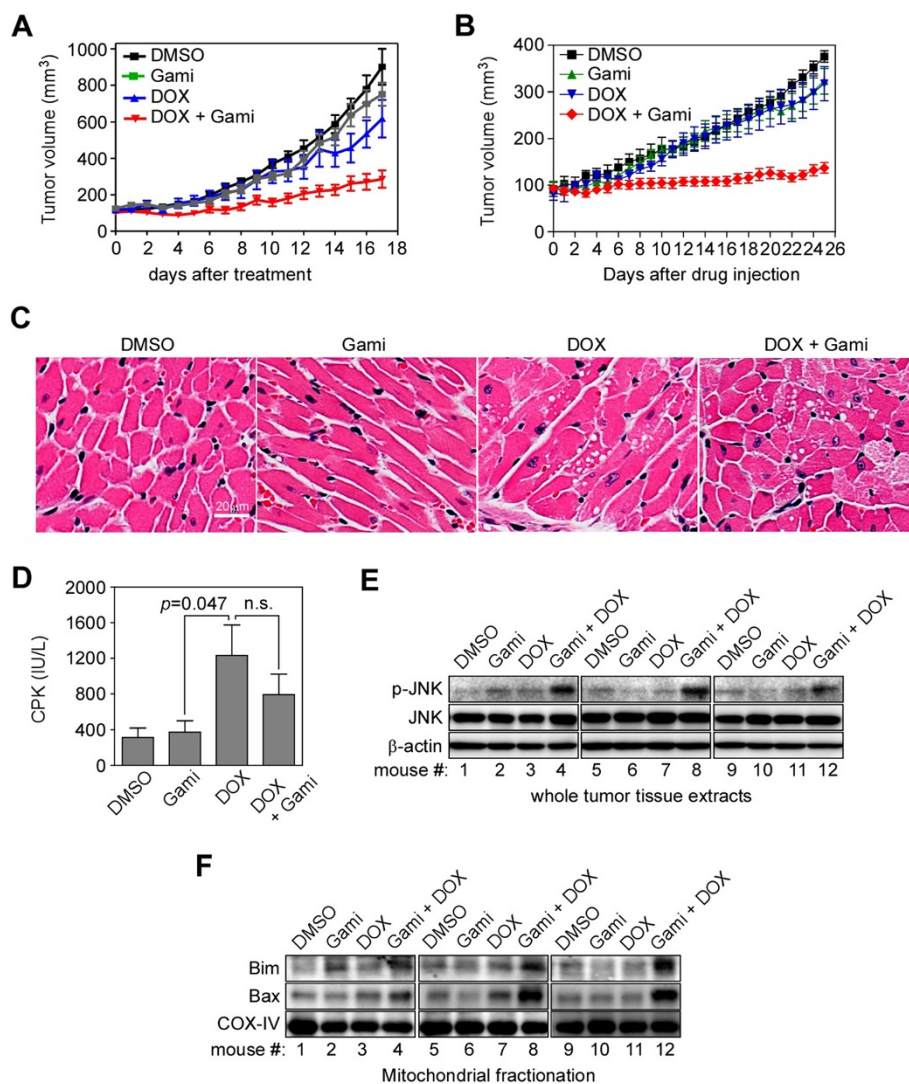 A
Tumor volume (mm³)
1000
800
600
400
200
0
DMSO
Gami
DOX
DOX + Gami
0 2 4 6 8 10 12 14 16 18
days after treatment
B
Tumor volume (mm³)
400
300
200
100
0
DMSO
Gami
DOX
DOX + Gami
0 2 4 6 8 10 12 13 14 16 19 20 22 23 24 26
Days after drug injection
C
DMSO Gami DOX DOX + Gami
20μm
D
CPK (IU/L)
2000
1600
1200
800
400
0
p=0.047 n.s.
DMSO Gami DOX DOX + Gami
E
DMSO Gami DOX Gami + DOX DMSO Gami DOX Gami + DOX DMSO Gami DOX Gami + DOX
p-JNK
JNK
β-actin
mouse #: 1 2 3 4 5 6 7 8 9 10 11 12
whole tumor tissue extracts
F
DMSO Gami DOX Gami + DOX DMSO Gami DOX Gami + DOX DMSO Gami DOX Gami + DOX
Bim
Bax
COX-IV
mouse #: 1 2 3 4 5 6 7 8 9 10 11 12
Mitochondrial fractionation